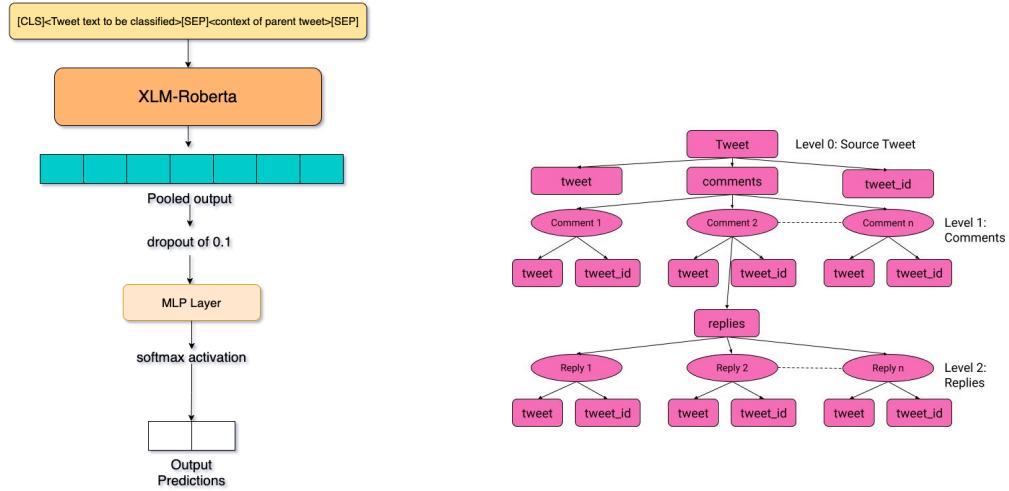 [CLS]<Tweet text to be classified>[SEP]<context of parent tweet>[SEP]
XLM-Roberta
Pooled output
dropout of 0.1
MLP Layer
softmax activation
Output
Predictions
Tweet
Level 0: Source Tweet
tweet
comments
tweet_id
Comment 1
Comment 2
Comment n
Level 1:
Comments
tweet
tweet_id
tweet
tweet_id
tweet
tweet_id
replies
Reply 1
Reply 2
Reply n
Level 2:
Replies
tweet
tweet_id
tweet
tweet_id
tweet
tweet_id